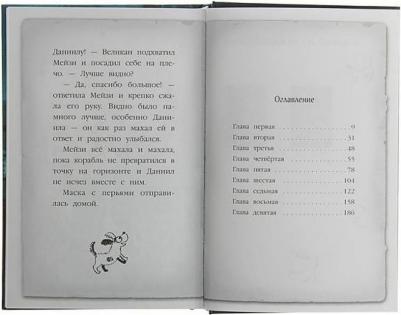 Даниилу! — Великан подхватил
Мейзи и посадил себе на пле-
чо. — Лучше видно?
— Да, спасибо большое! —
ответила Мейзи и крепко сжа-
ла его руку. Видно было на-
много лучше, особенно Дани-
ила — он как раз махал ей в
ответ и радостно улыбался.
Мейзи всё махала и махала,
пока корабль не превратился в
точку на горизонте и Даниил
не исчез вместе с ним.
Маска с перьями отправи-
лась домой.
Оглавление
Глава первая 9
Глава вторая 31
Глава третья 48
Глава четвёртая 55
Глава пятая 78
Глава шестая 104
Глава седьмая 122
Глава восьмая 158
Глава девятая 186